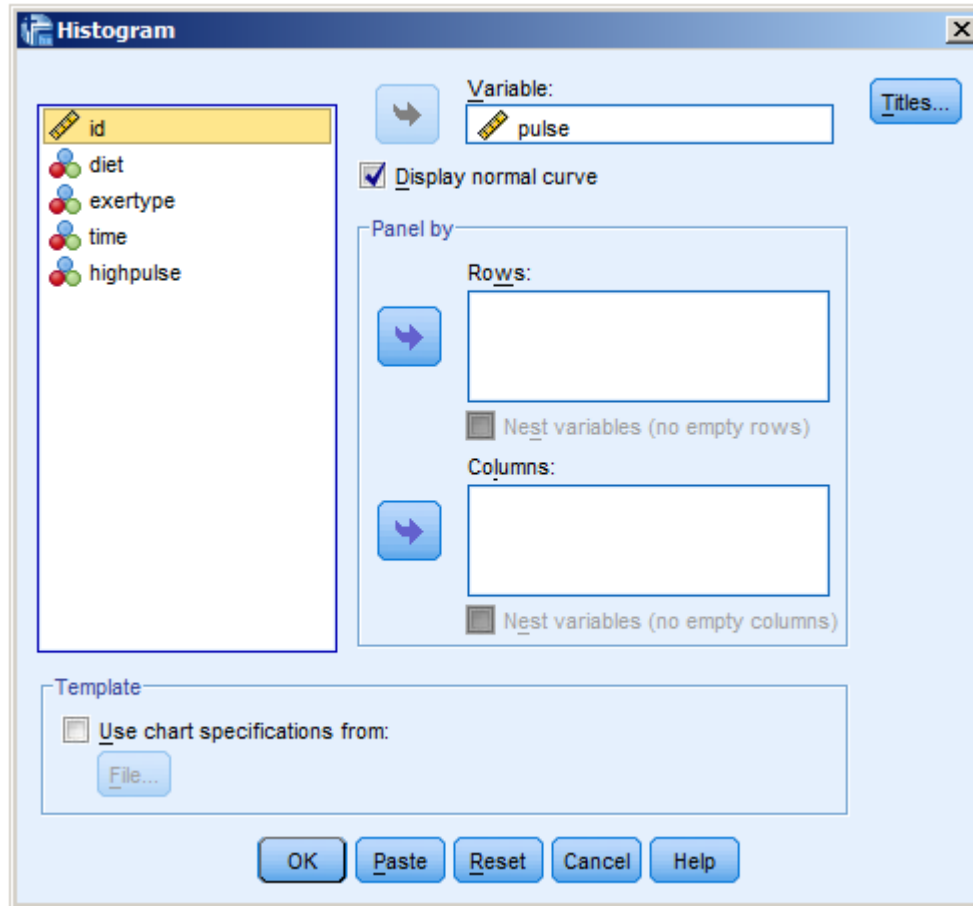 Histogram
id
diet
exertype
time
highpulse
Variable:
pulse
Titles...
Display normal curve
Panel by
Rows:
Nest variables (no empty rows)
Columns:
Nest variables (no empty columns)
Template
Use chart specifications from:
File...
OK Paste Reset Cancel Help